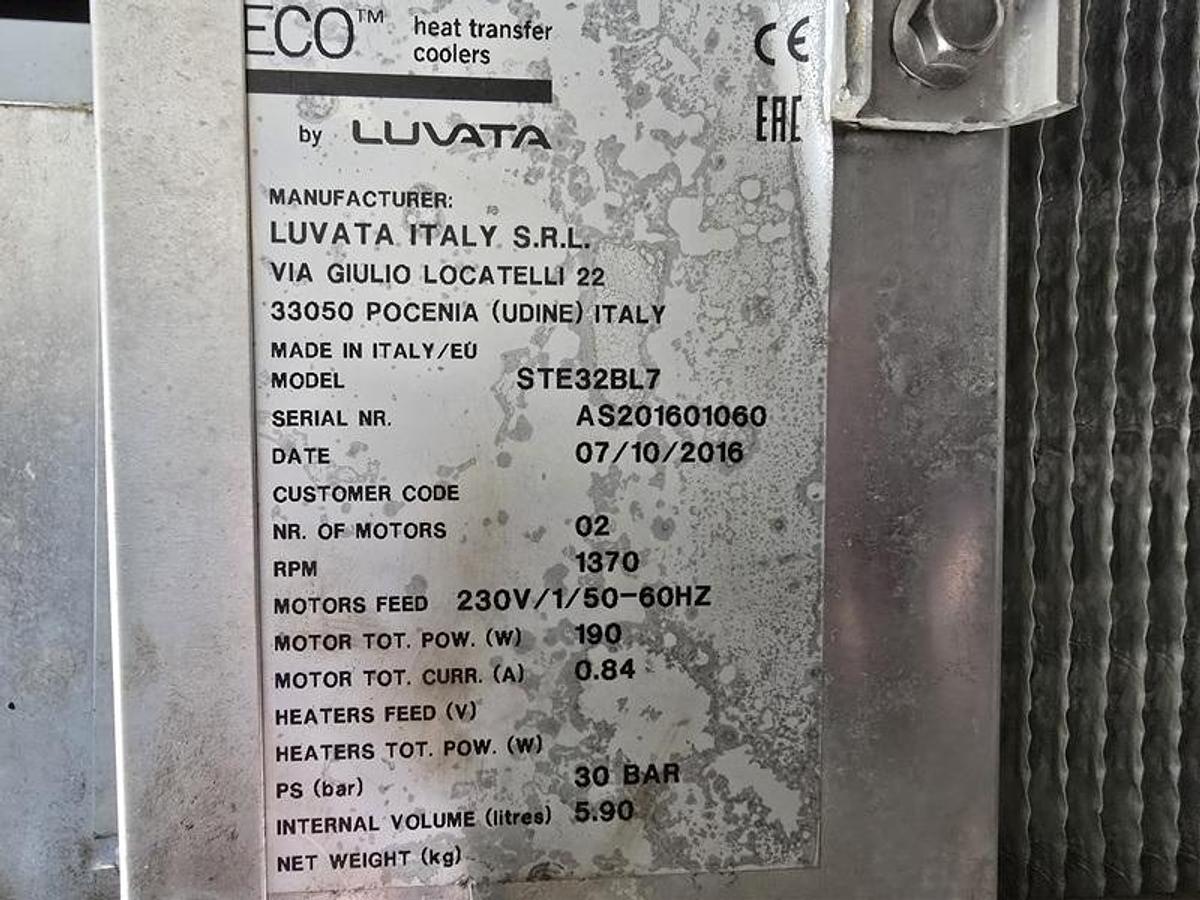 ECO™ heat transfer
coolers
CE
by LUVATA
EAC
MANUFACTURER:
LUVATA ITALY S.R.L.
VIA GIULIO LOCATELLI 22
33050 POCENIA (UDINE) ITALY
MADE IN ITALY/EU
MODEL STE32BL7
SERIAL NR. AS201601060
DATE 07/10/2016
CUSTOMER CODE
NR. OF MOTORS 02
RPM 1370
MOTORS FEED 230V/1/50-60HZ
MOTOR TOT. POW. (W) 190
MOTOR TOT. CURR. (A) 0.84
HEATERS FEED (V)
HEATERS TOT. POW. (W)
PS (bar) 30 BAR
INTERNAL VOLUME (litres) 5.90
NET WEIGHT (kg)